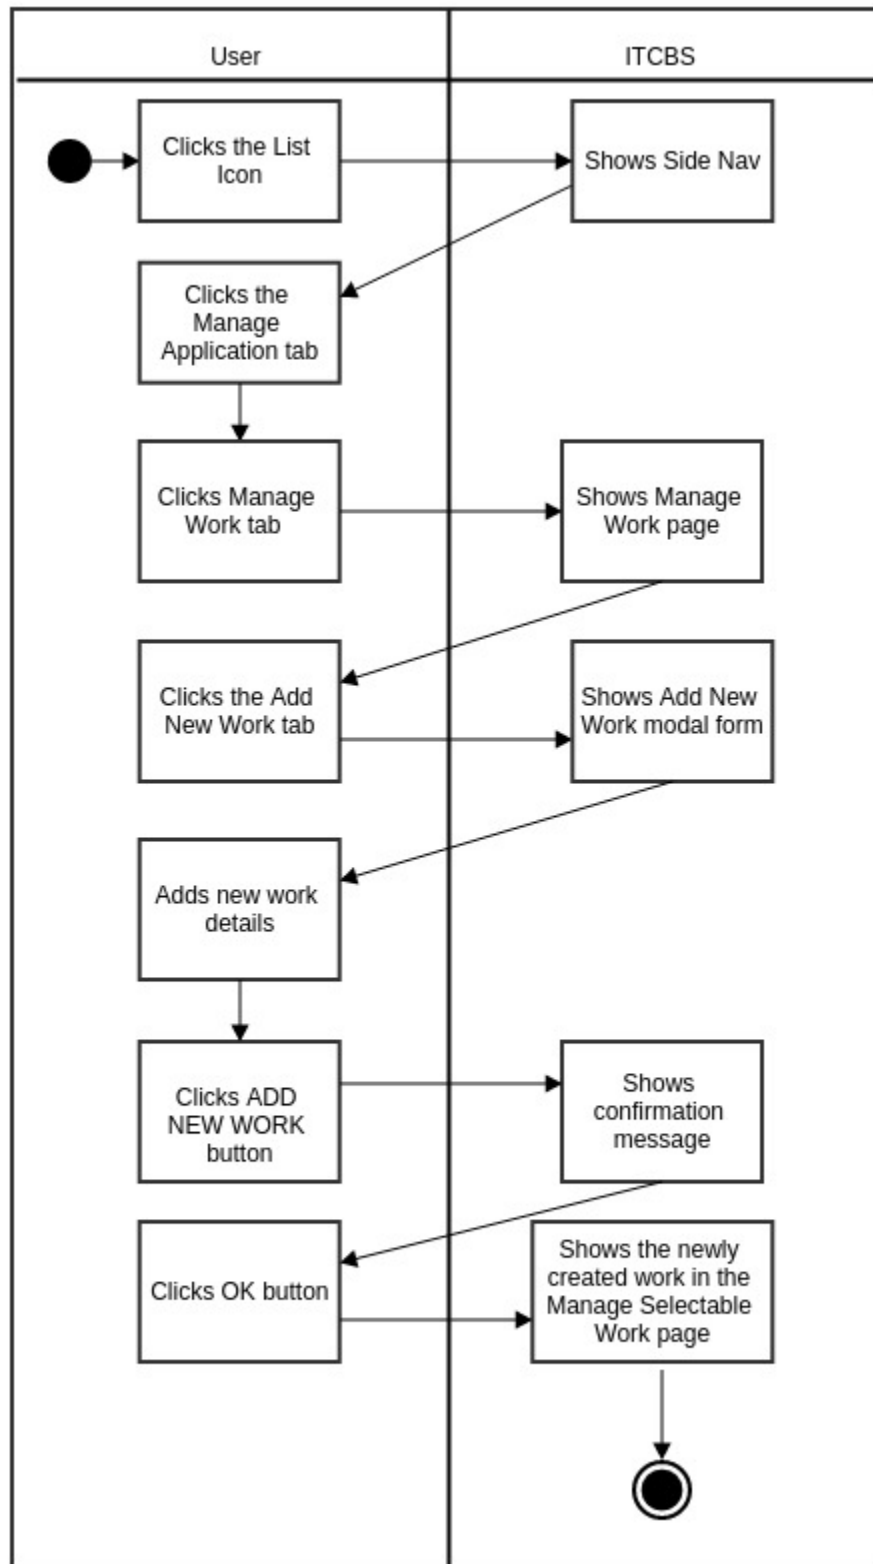 User
ITCBS
Clicks the List
Icon
Shows Side Nav
Clicks the
Manage
Application tab
Clicks Manage
Work tab
Shows Manage
Work page
Clicks the Add
New Work tab
Shows Add New
Work modal form
Adds new work
details
Clicks ADD
NEW WORK
button
Shows
confirmation
message
Clicks OK button
Shows the newly
created work in the
Manage Selectable
Work page